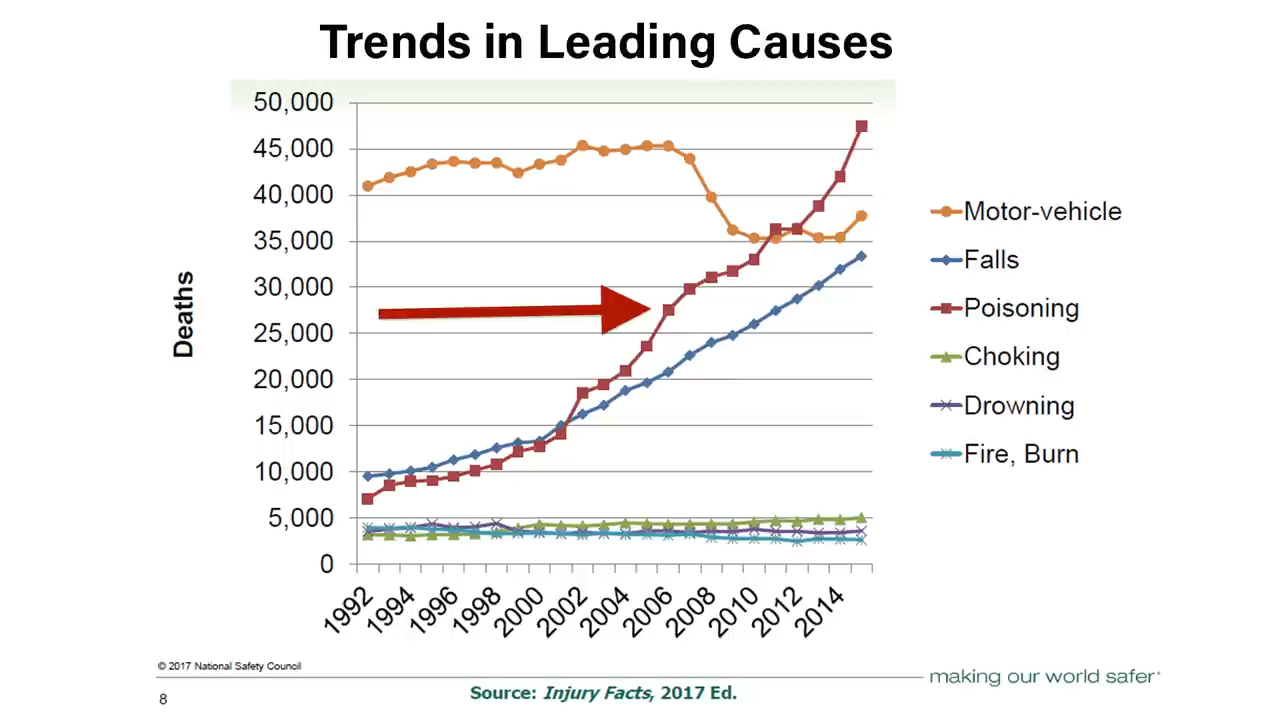 Trends in Leading Causes
50,000
45,000
40,000
35,000
30,000
25,000
20,000
15,000
10,000
5,000
0
Deaths
1992
1994
1996
1998
2000
2002
2004
2006
2008
2010
2012
2014
Motor-vehicle
Falls
Poisoning
Choking
Drowning
Fire, Burn
© 2017 National Safety Council
making our world safer®
8
Source: Injury Facts, 2017 Ed.